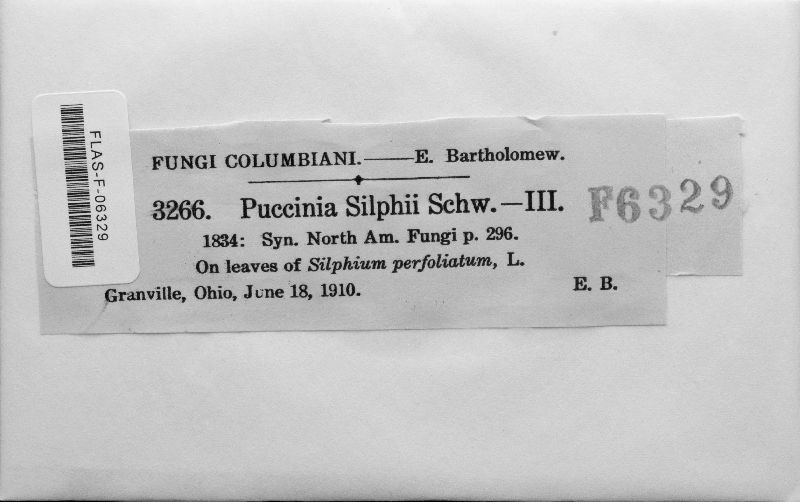 FLAS-F-06329
FUNGI COLUMBIANI.——E. Bartholomew.
3266. Puccinia Silphii Schw.—III.
F6329
1834: Syn. North Am. Fungi p. 296.
On leaves of Silphium perfoliatum, L.
Granville, Ohio, June 18, 1910. E. B.